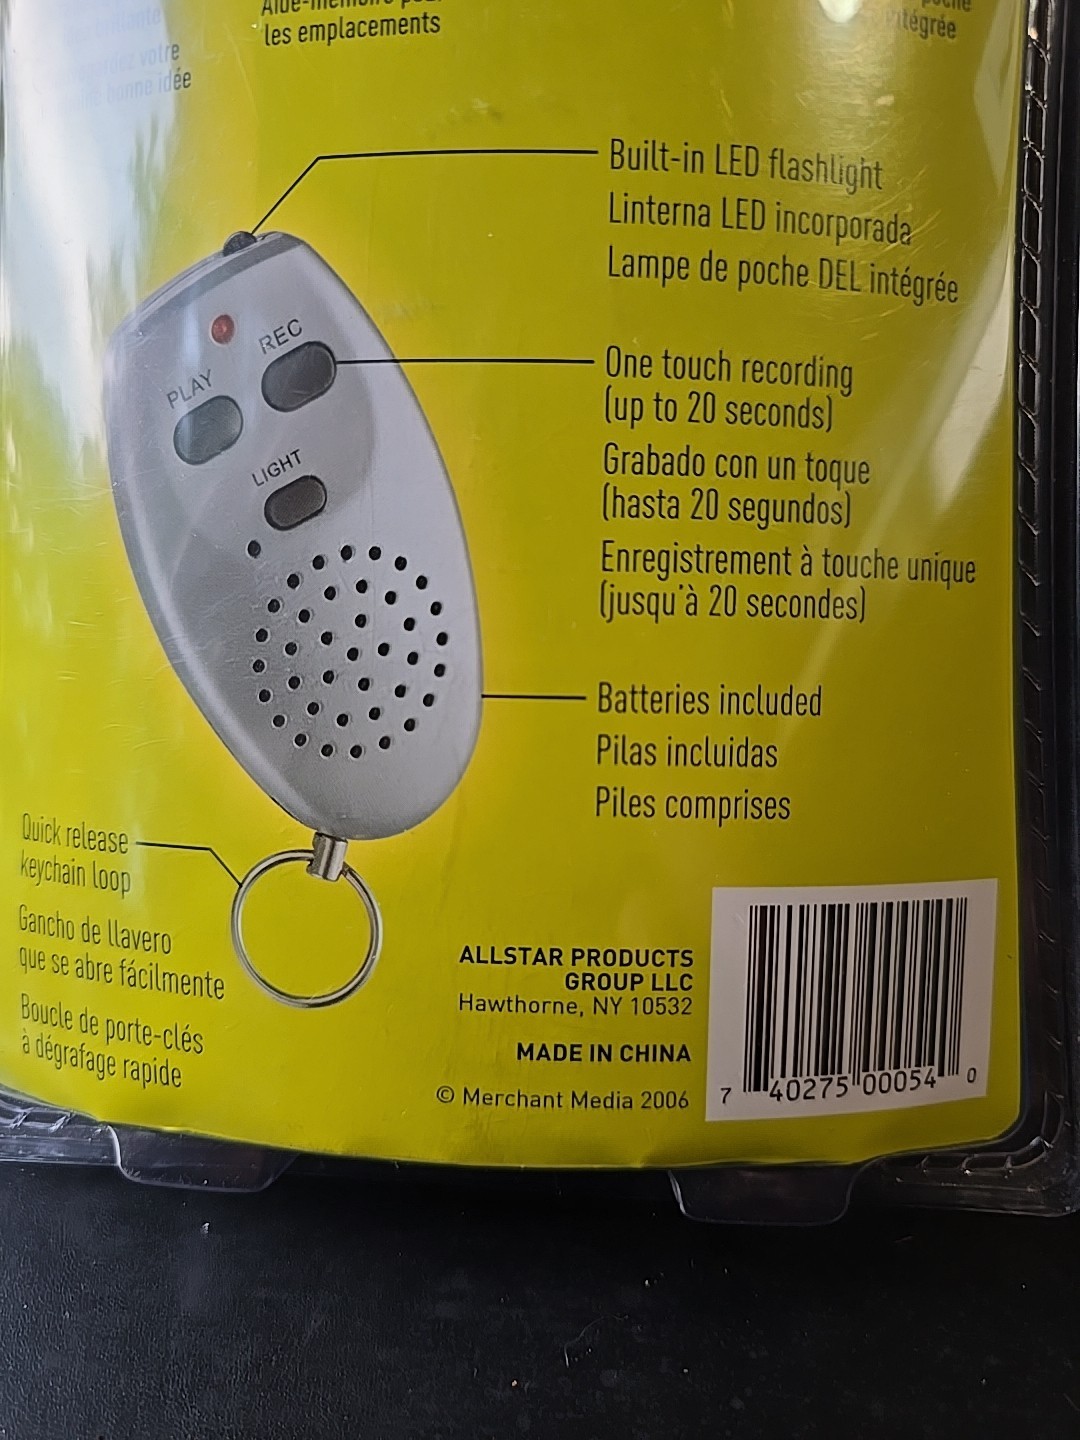 les emplacements
intégrée
votre
bonne idée
Built-in LED flashlight
Linterna LED incorporada
Lampe de poche DEL intégrée
REC
PLAY
LIGHT
One touch recording
(up to 20 seconds)
Grabado con un toque
(hasta 20 segundos)
Enregistrement à touche unique
(jusqu'à 20 secondes)
Batteries included
Pilas incluidas
Piles comprises
Quick release
keychain loop
Gancho de llavero
que se abre fácilmente
Boucle de porte-clés
à dégrafage rapide
ALLSTAR PRODUCTS
GROUP LLC
Hawthorne, NY 10532
MADE IN CHINA
© Merchant Media 2006
7 40275 00054 0